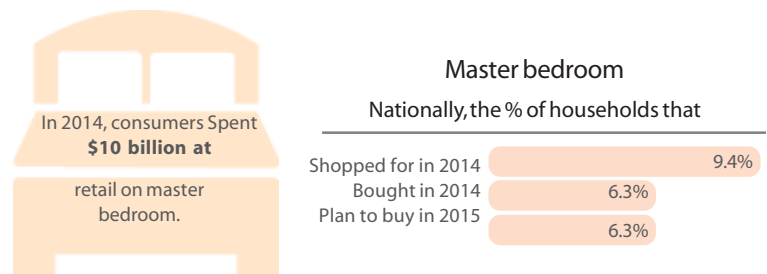 In 2014, consumers Spent
$10 billion at
retail on master
bedroom.
Master bedroom
Nationally, the % of households that
Shopped for in 2014 9.4%
Bought in 2014 6.3%
Plan to buy in 2015 6.3%